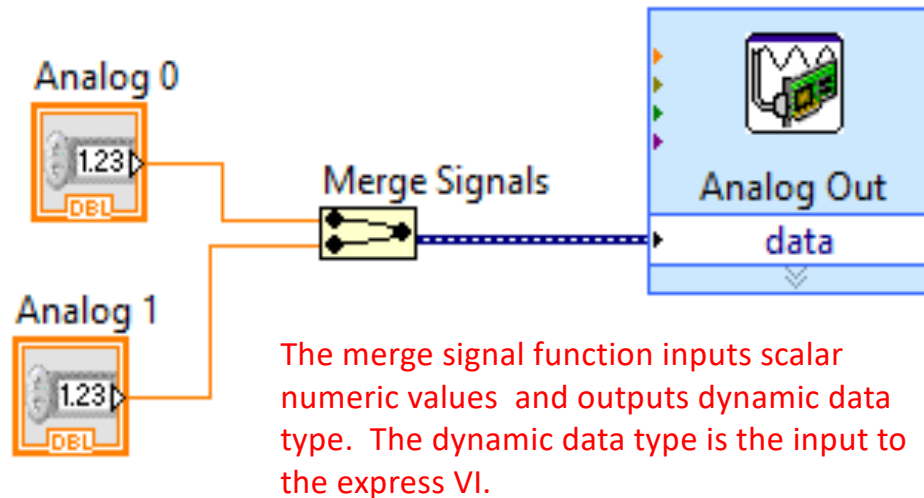 Analog 0
1.23
DBL
Merge Signals
Analog Out
data
Analog 1
1.23
DBL
The merge signal function inputs scalar
numeric values  and outputs dynamic data
type.  The dynamic data type is the input to
the express VI.